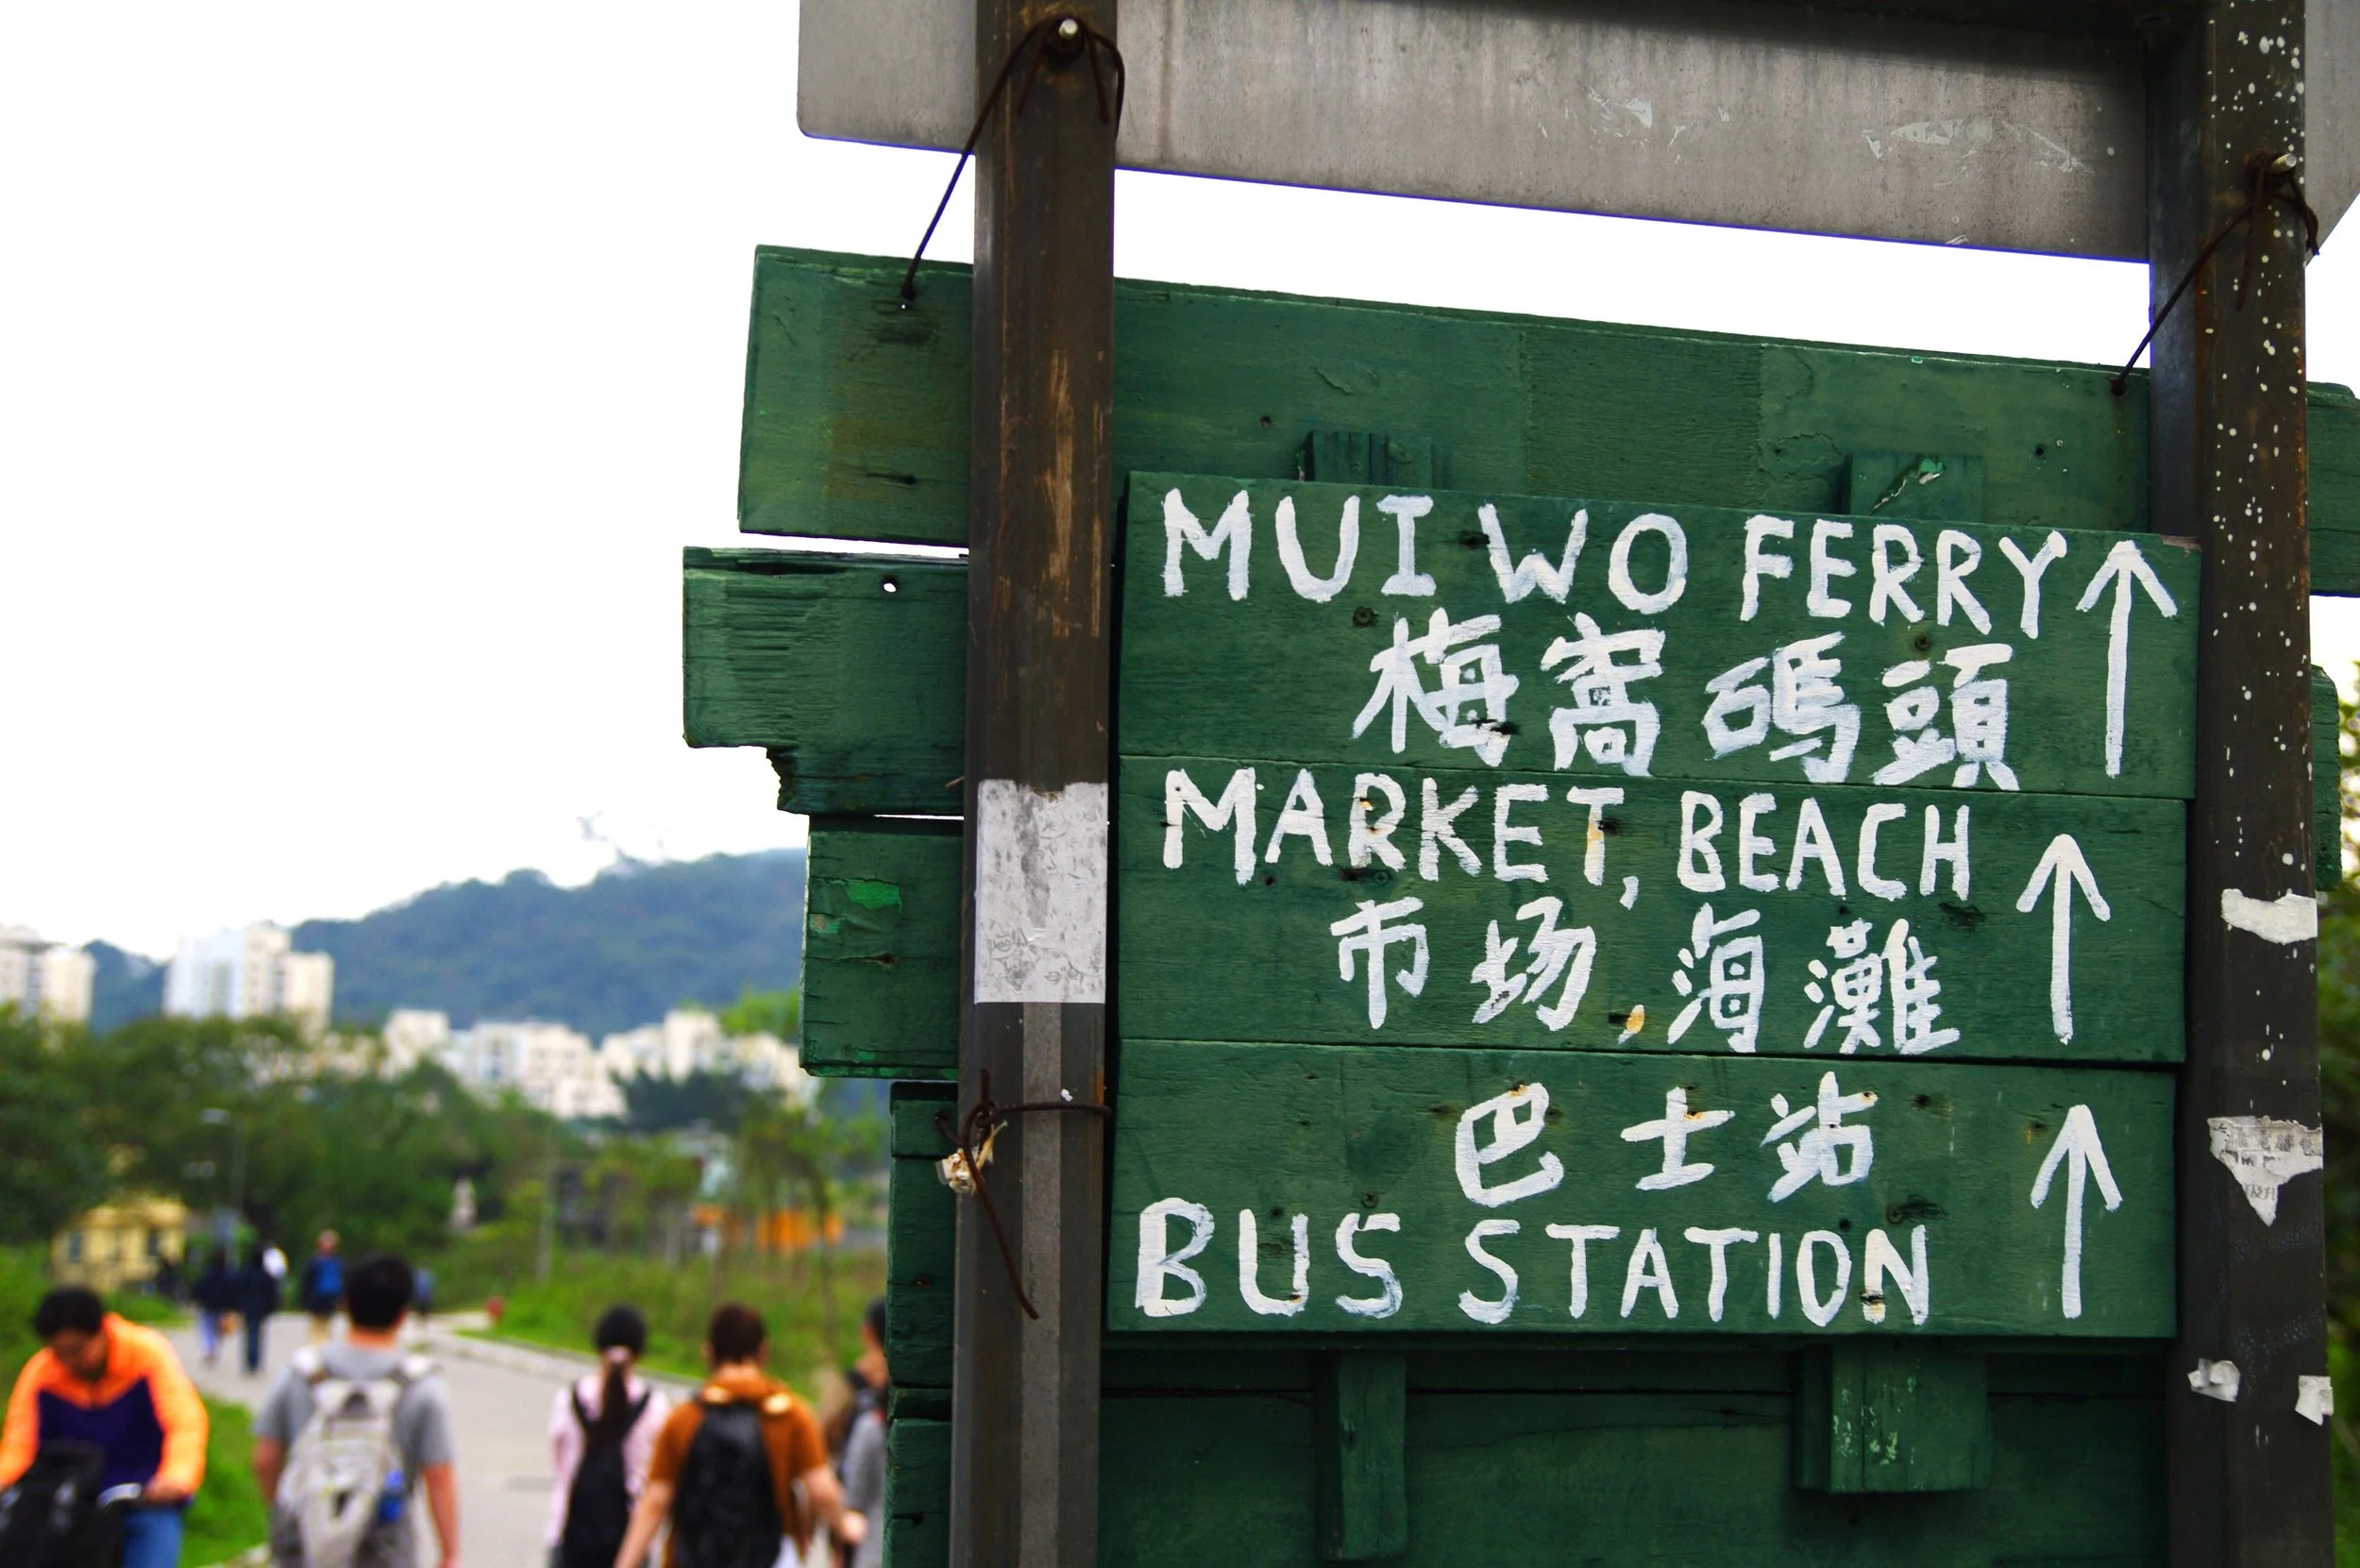 MUI WO FERRY ↑
梅窩碼頭
MARKET, BEACH ↑
市场,海灘
巴士站 ↑
BUS STATION